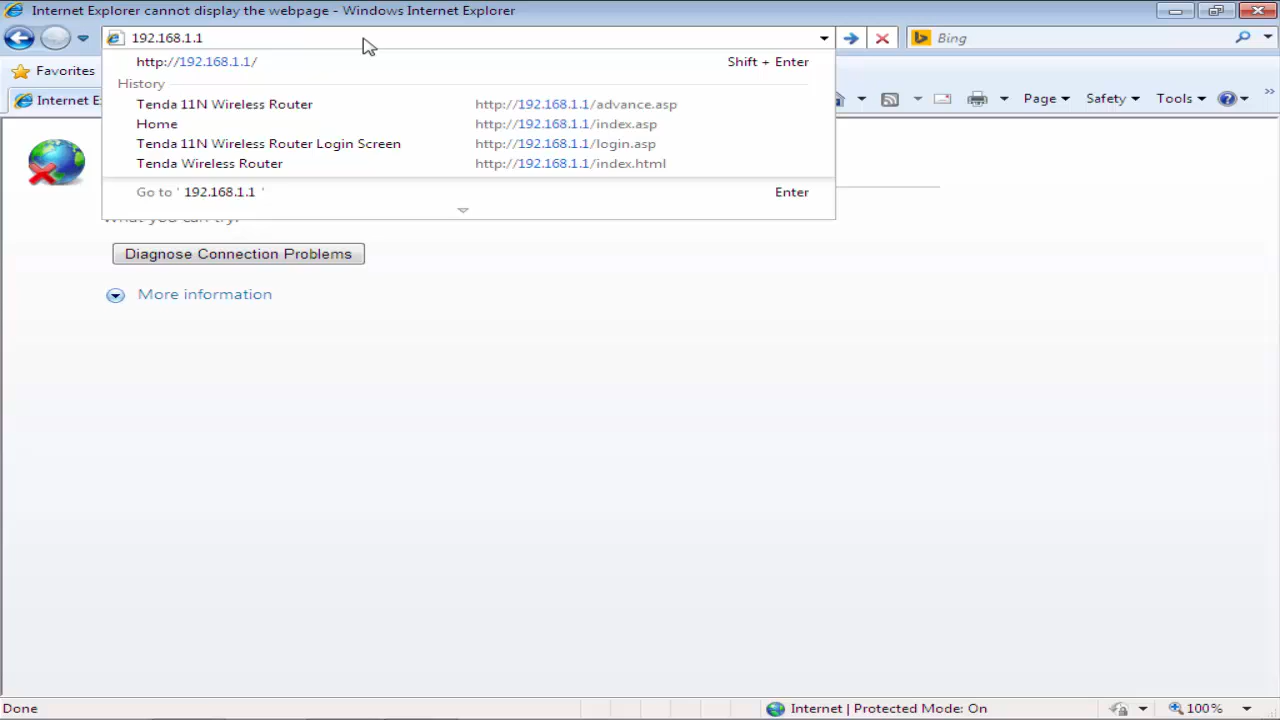 Internet Explorer cannot display the webpage - Windows Internet Explorer
192.168.1.1
Bing
http://192.168.1.1/ Shift + Enter
Favorites
History
Internet E
Page Safety Tools
Tenda 11N Wireless Router http://192.168.1.1/advance.asp
Home http://192.168.1.1/index.asp
Tenda 11N Wireless Router Login Screen http://192.168.1.1/login.asp
Tenda Wireless Router http://192.168.1.1/index.html
Go to ' 192.168.1.1 ' Enter
What you can try:
Diagnose Connection Problems
More information
Done
Internet | Protected Mode: On
100%